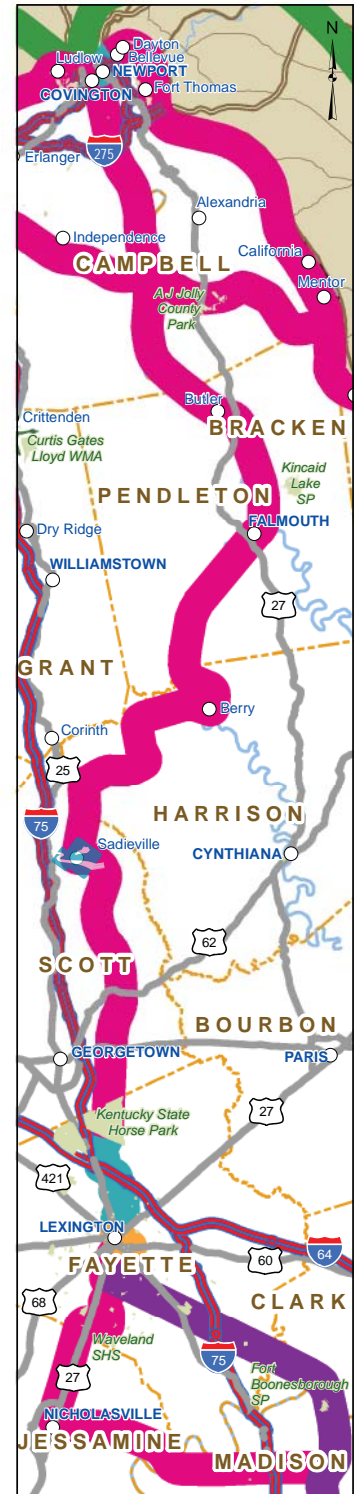 N
Dayton
Bellevue
Ludlow
NEWPORT
COVINGTON
Fort Thomas
Erlanger
275
Alexandria
Independence
California
CAMPBELL
Mentor
A J Jolly
County
Park
Butler
Crittenden
BRACKEN
Curtis Gates
Lloyd WMA
Kincaid
Lake
SP
PENDLETON
Dry Ridge
FALMOUTH
WILLIAMSTOWN
27
GRANT
Berry
Corinth
25
HARRISON
75
Sadieville
CYNTHIANA
62
SCOTT
BOURBON
GEORGETOWN
PARIS
27
Kentucky State
Horse Park
421
LEXINGTON
64
60
FAYETTE
CLARK
68
Waveland
SHS
75
27
Fort
Boonesborough
SP
NICHOLASVILLE
JESSAMINE
MADISON